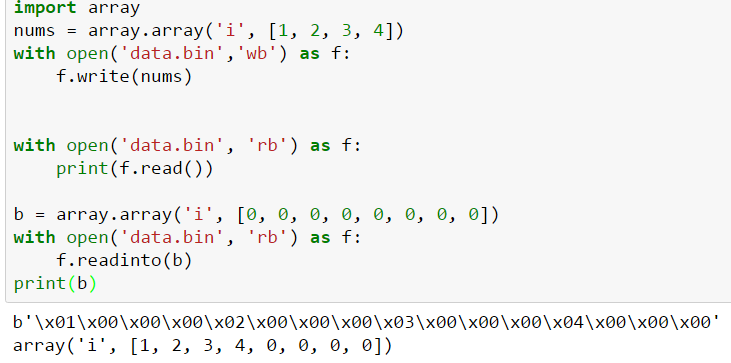 import array
nums = array.array('i', [1, 2, 3, 4])
with open('data.bin','wb') as f:
    f.write(nums)
with open('data.bin', 'rb') as f:
    print(f.read())
b = array.array('i', [0, 0, 0, 0, 0, 0, 0, 0])
with open('data.bin', 'rb') as f:
    f.readinto(b)
print(b)
b'\x01\x00\x00\x00\x02\x00\x00\x00\x03\x00\x00\x00\x04\x00\x00\x00'
array('i', [1, 2, 3, 4, 0, 0, 0, 0])